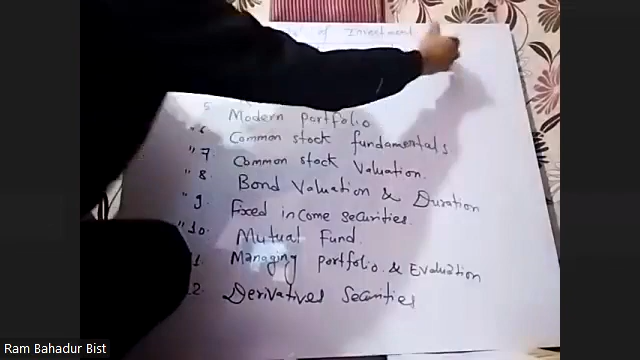 of Investment
5 Modern portfolio
"6. Common stock fundamentals
"7. Common stock Valuation.
"8. Bond Valuation & Duration
"9. Fixed income securities.
"10. Mutual Fund.
Managing portfolio & Evaluation
Derivatives Securities
Ram Bahadur Bist